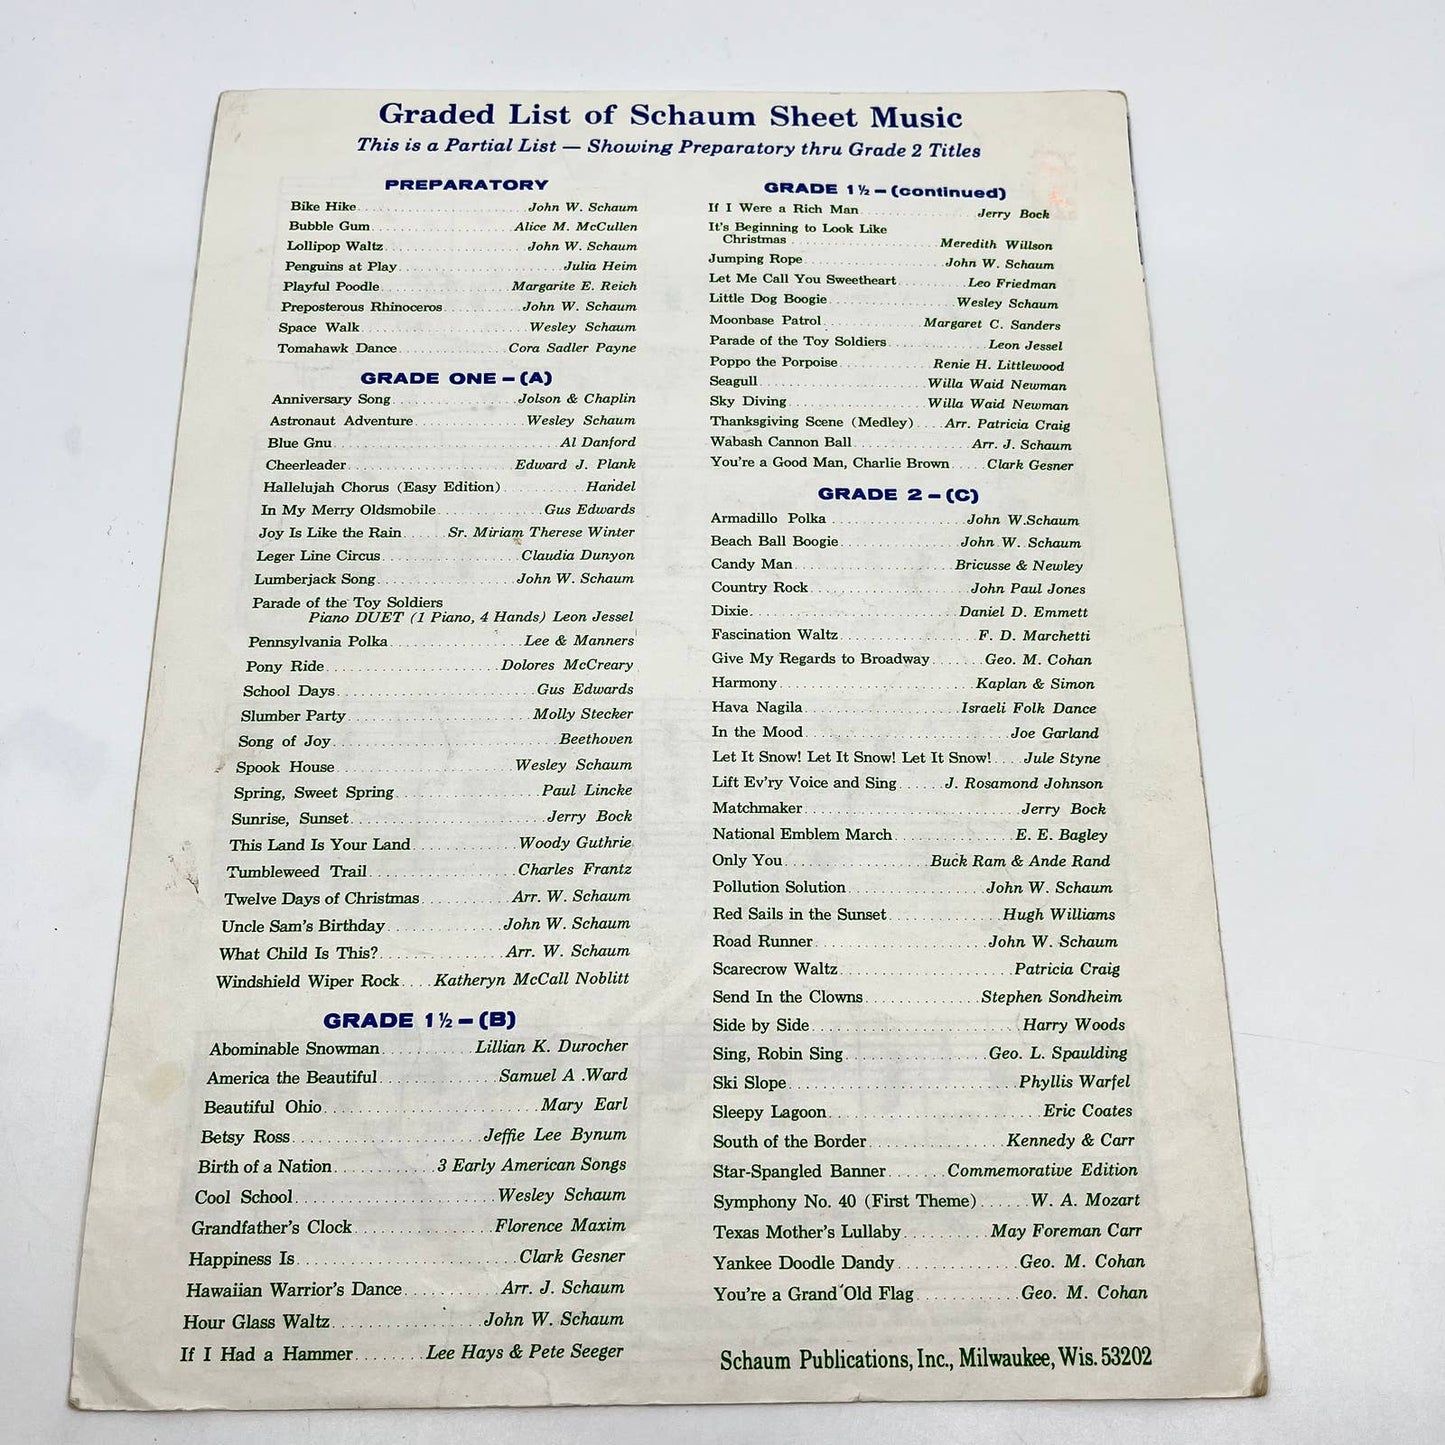 Graded List of Schaum Sheet Music
This is a Partial List — Showing Preparatory thru Grade 2 Titles
PREPARATORY
Bike Hike. . . . . . . . . . John W. Schaum
Bubble Gum. . . . . . . . . . Alice M. McCullen
Lollipop Waltz. . . . . . . . . . John W. Schaum
Penguins at Play. . . . . . . . . . Julia Heim
Playful Poodle. . . . . . . . . . Margarite E. Reich
Preposterous Rhinoceros. . . . . . . . . . John W. Schaum
Space Walk. . . . . . . . . . Wesley Schaum
Tomahawk Dance. . . . . . . . . . Cora Sadler Payne
GRADE ONE – (A)
Anniversary Song. . . . . . . . . . Jolson & Chaplin
Astronaut Adventure. . . . . . . . . . Wesley Schaum
Blue Gnu. . . . . . . . . . Al Danford
Cheerleader. . . . . . . . . . Edward J. Plank
Hallelujah Chorus (Easy Edition). . . . . . . . . . Handel
In My Merry Oldsmobile. . . . . . . . . . Gus Edwards
Joy Is Like the Rain. . . . . . Sr. Miriam Therese Winter
Leger Line Circus. . . . . . . . . . Claudia Dunyon
Lumberjack Song. . . . . . . . . . John W. Schaum
Parade of the Toy Soldiers
Piano DUET (1 Piano, 4 Hands) Leon Jessel
Pennsylvania Polka. . . . . . . . . . Lee & Manners
Pony Ride. . . . . . . . . . Dolores McCreary
School Days. . . . . . . . . . Gus Edwards
Slumber Party. . . . . . . . . . Molly Stecker
Song of Joy. . . . . . . . . . Beethoven
Spook House. . . . . . . . . . Wesley Schaum
Spring, Sweet Spring. . . . . . . . . . Paul Lincke
Sunrise, Sunset. . . . . . . . . . Jerry Bock
This Land Is Your Land. . . . . . . . . . Woody Guthrie
Tumbleweed Trail. . . . . . . . . . Charles Frantz
Twelve Days of Christmas. . . . . . . . . . Arr. W. Schaum
Uncle Sam's Birthday. . . . . . . . . . John W. Schaum
What Child Is This?. . . . . . . . . . Arr. W. Schaum
Windshield Wiper Rock. . . . Katheryn McCall Noblitt
GRADE 1½ – (B)
Abominable Snowman. . . . . . . . . . Lillian K. Durocher
America the Beautiful. . . . . . . . . . Samuel A .Ward
Beautiful Ohio. . . . . . . . . . Mary Earl
Betsy Ross. . . . . . . . . . Jeffie Lee Bynum
Birth of a Nation. . . . . . . . . . 3 Early American Songs
Cool School. . . . . . . . . . Wesley Schaum
Grandfather's Clock. . . . . . . . . . Florence Maxim
Happiness Is. . . . . . . . . . Clark Gesner
Hawaiian Warrior's Dance. . . . . . . . . . Arr. J. Schaum
Hour Glass Waltz. . . . . . . . . . John W. Schaum
If I Had a Hammer. . . . . . . . Lee Hays & Pete Seeger
GRADE 1½ – (continued)
If I Were a Rich Man. . . . . . . . . . Jerry Bock
It's Beginning to Look Like
Christmas . . . . . . . . . . Meredith Willson
Jumping Rope. . . . . . . . . . John W. Schaum
Let Me Call You Sweetheart. . . . . . . . . . Leo Friedman
Little Dog Boogie. . . . . . . . . . Wesley Schaum
Moonbase Patrol. . . . . . . . . . Margaret C. Sanders
Parade of the Toy Soldiers. . . . . . . . . . Leon Jessel
Poppo the Porpoise. . . . . . . . . . Renie H. Littlewood
Seagull. . . . . . . . . . Willa Waid Newman
Sky Diving. . . . . . . . . . Willa Waid Newman
Thanksgiving Scene (Medley). . . . Arr. Patricia Craig
Wabash Cannon Ball. . . . . . . . . . Arr. J. Schaum
You're a Good Man, Charlie Brown. . . . . Clark Gesner
GRADE 2 – (C)
Armadillo Polka . . . . . . . . . . John W.Schaum
Beach Ball Boogie. . . . . . . . . . John W. Schaum
Candy Man. . . . . . . . . . Bricusse & Newley
Country Rock. . . . . . . . . . John Paul Jones
Dixie. . . . . . . . . . Daniel D. Emmett
Fascination Waltz. . . . . . . . . . F. D. Marchetti
Give My Regards to Broadway. . . . . . . Geo. M. Cohan
Harmony. . . . . . . . . . Kaplan & Simon
Hava Nagila. . . . . . . . . . Israeli Folk Dance
In the Mood. . . . . . . . . . Joe Garland
Let It Snow! Let It Snow! Let It Snow!. . . . Jule Styne
Lift Ev'ry Voice and Sing. . . . . . J. Rosamond Johnson
Matchmaker. . . . . . . . . . Jerry Bock
National Emblem March. . . . . . . . . . E. E. Bagley
Only You. . . . . . . . . . Buck Ram & Ande Rand
Pollution Solution. . . . . . . . . . John W. Schaum
Red Sails in the Sunset. . . . . . . . . . Hugh Williams
Road Runner. . . . . . . . . . John W. Schaum
Scarecrow Waltz. . . . . . . . . . Patricia Craig
Send In the Clowns. . . . . . . . . . Stephen Sondheim
Side by Side. . . . . . . . . . Harry Woods
Sing, Robin Sing. . . . . . . . . . Geo. L. Spaulding
Ski Slope. . . . . . . . . . Phyllis Warfel
Sleepy Lagoon. . . . . . . . . . Eric Coates
South of the Border. . . . . . . . . . Kennedy & Carr
Star-Spangled Banner. . . . . . . Commemorative Edition
Symphony No. 40 (First Theme). . . . . . W. A. Mozart
Texas Mother's Lullaby. . . . . . . . . . May Foreman Carr
Yankee Doodle Dandy. . . . . . . . . . Geo. M. Cohan
You're a Grand Old Flag. . . . . . . . . . Geo. M. Cohan
Schaum Publications, Inc., Milwaukee, Wis. 53202